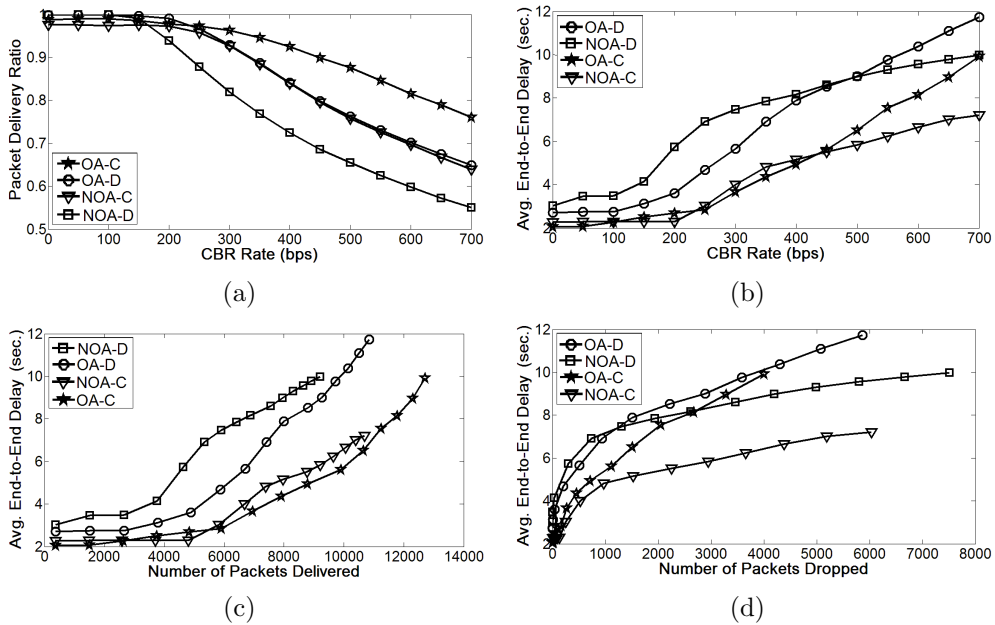 1
0.9
0.8
0.7
0.6
0.5
Packet Delivery Ratio
OA-C
OA-D
NOA-C
NOA-D
0 100 200 300 400 500 600 700
CBR Rate (bps)
(a)
12
10
8
6
4
2
Avg. End-to-End Delay (sec.)
OA-D
NOA-D
OA-C
NOA-C
0 100 200 300 400 500 600 700
CBR Rate (bps)
(b)
12
10
8
6
4
2
Avg. End-to-End Delay (sec.)
NOA-D
OA-D
NOA-C
OA-C
0 2000 4000 6000 8000 10000 12000 14000
Number of Packets Delivered
(c)
12
10
8
6
4
2
Avg. End-to-End Delay (sec.)
OA-D
NOA-D
OA-C
NOA-C
0 1000 2000 3000 4000 5000 6000 7000 8000
Number of Packets Dropped
(d)